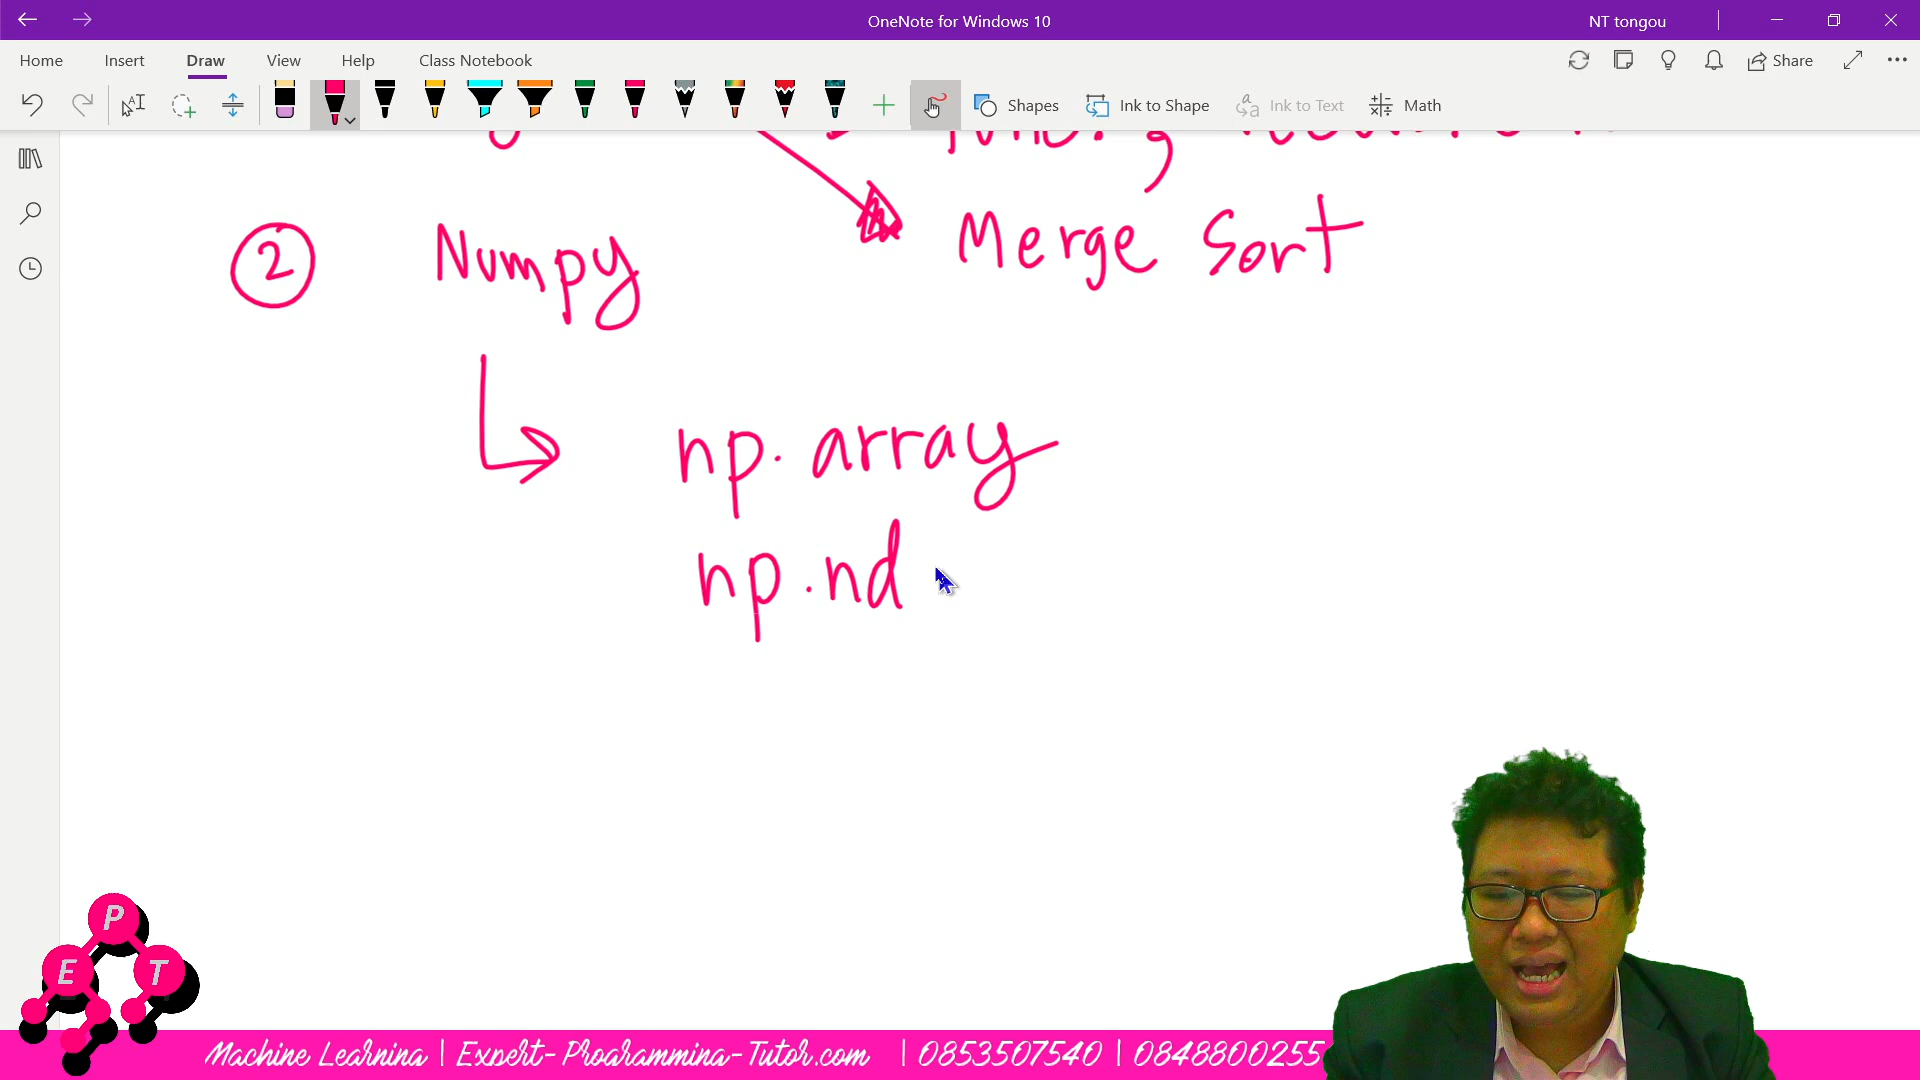 OneNote for Windows 10
NT tongou
Home Insert Draw View Help Class Notebook
Share
Shapes Ink to Shape Ink to Text Math
Merge Sort
2 Numpy
np.array
np.nd
P
E T
Machine Learning | Expert-Programming-Tutor.com | 0853507540 | 0848800255